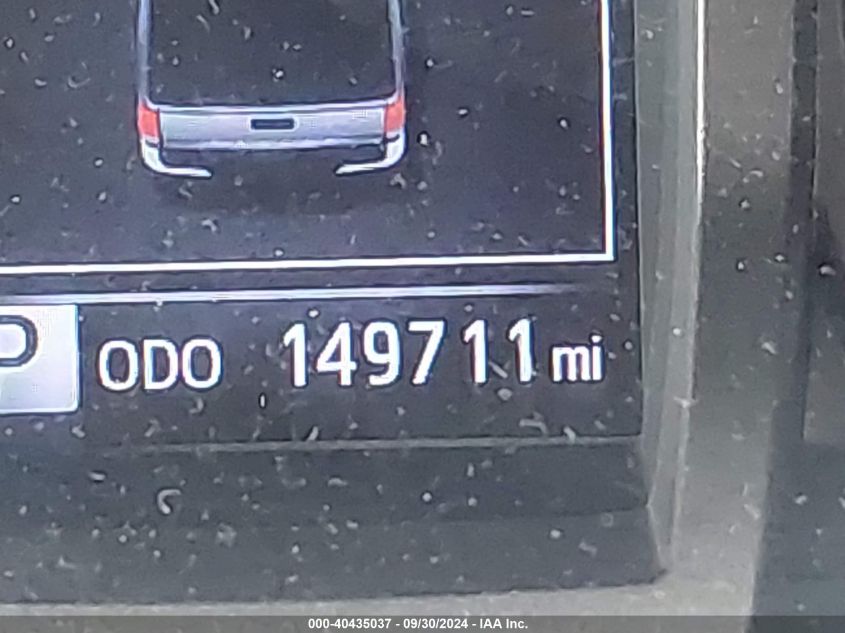 P ODO 149711 mi
000-40435037 - 09/30/2024 - IAA Inc.